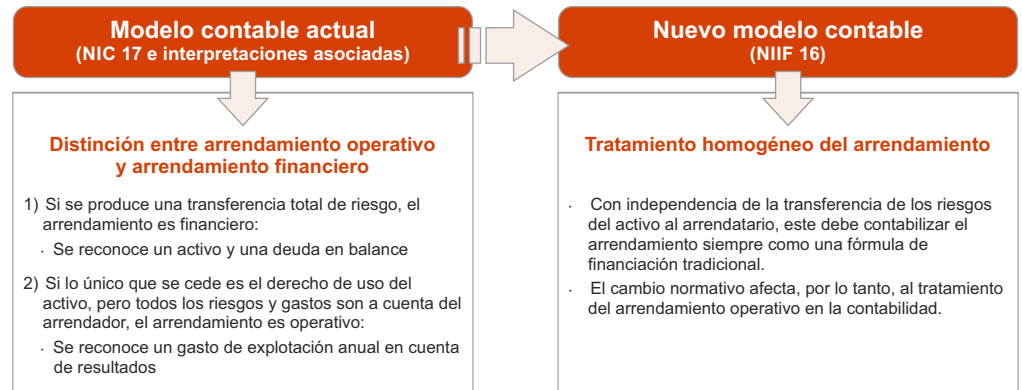 Modelo contable actual
(NIC 17 e interpretaciones asociadas)
Distinción entre arrendamiento operativo
y arrendamiento financiero
1) Si se produce una transferencia total de riesgo, el
arrendamiento es financiero:
· Se reconoce un activo y una deuda en balance
2) Si lo único que se cede es el derecho de uso del
activo, pero todos los riesgos y gastos son a cuenta del
arrendador, el arrendamiento es operativo:
· Se reconoce un gasto de explotación anual en cuenta
de resultados
Nuevo modelo contable
(NIIF 16)
Tratamiento homogéneo del arrendamiento
· Con independencia de la transferencia de los riesgos
del activo al arrendatario, este debe contabilizar el
arrendamiento siempre como una fórmula de
financiación tradicional.
· El cambio normativo afecta, por lo tanto, al tratamiento
del arrendamiento operativo en la contabilidad.